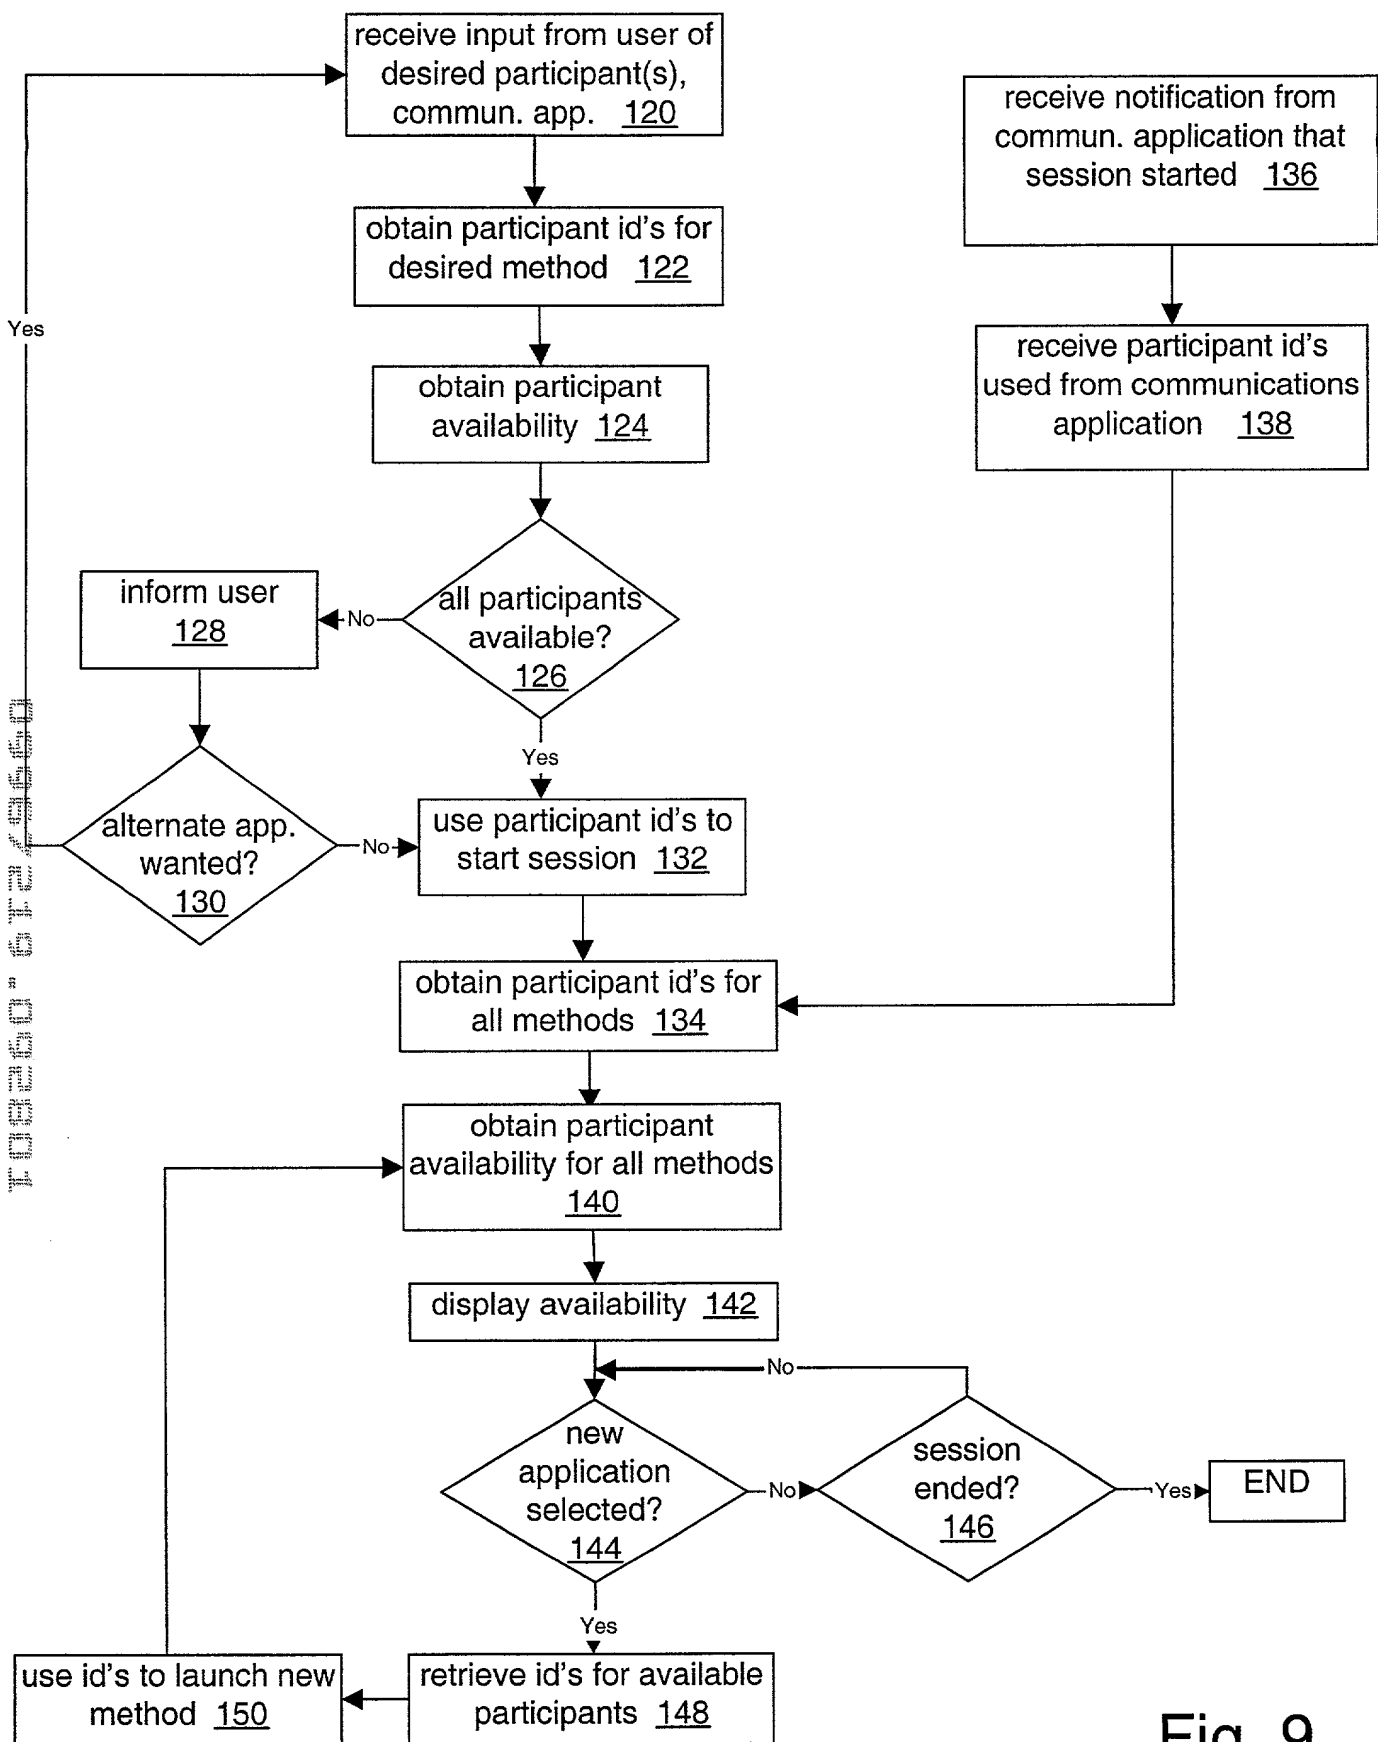 receive input from user of
desired participant(s),
commun. app. 120
receive notification from
commun. application that
session started 136
obtain participant id's for
desired method 122
Yes
receive participant id's
used from communications
application 138
obtain participant
availability 124
inform user
128
No
all participants
available?
126
Yes
alternate app.
wanted?
130
No
use participant id's to
start session 132
obtain participant id's for
all methods 134
obtain participant
availability for all methods
140
display availability 142
No
new
application
selected?
144
No
session
ended?
146
Yes
END
Yes
use id's to launch new
method 150
retrieve id's for available
participants 148
Fig. 9